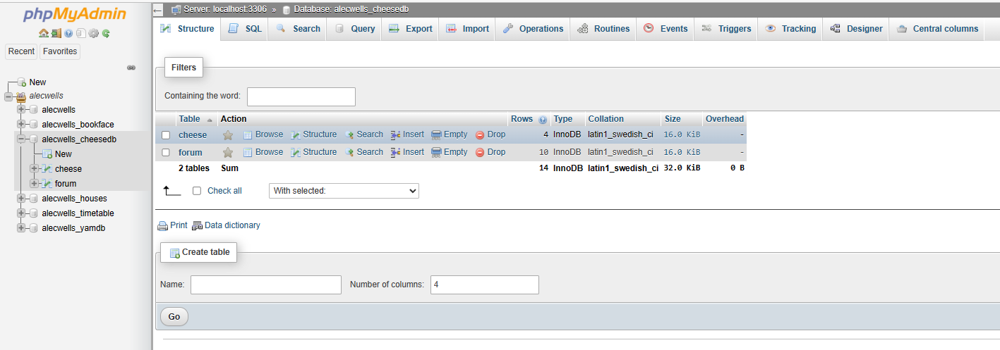 phpMyAdmin
Recent Favorites
New
alecwells
alecwells
alecwells_bookface
alecwells_cheesedb
New
cheese
forum
alecwells_houses
alecwells_timetable
alecwells_yamdb
Server: localhost:3306 » Database: alecwells_cheesedb
Structure SQL Search Query Export Import Operations Routines Events Triggers Tracking Designer Central columns
Filters
Containing the word:
Table Action Rows Type Collation Size Overhead
cheese Browse Structure Search Insert Empty Drop 4 InnoDB latin1_swedish_ci 16.0 KiB -
forum Browse Structure Search Insert Empty Drop 10 InnoDB latin1_swedish_ci 16.0 KiB -
2 tables Sum 14 InnoDB latin1_swedish_ci 32.0 KiB 0 B
Check all With selected:
Print Data dictionary
Create table
Name: Number of columns: 4
Go